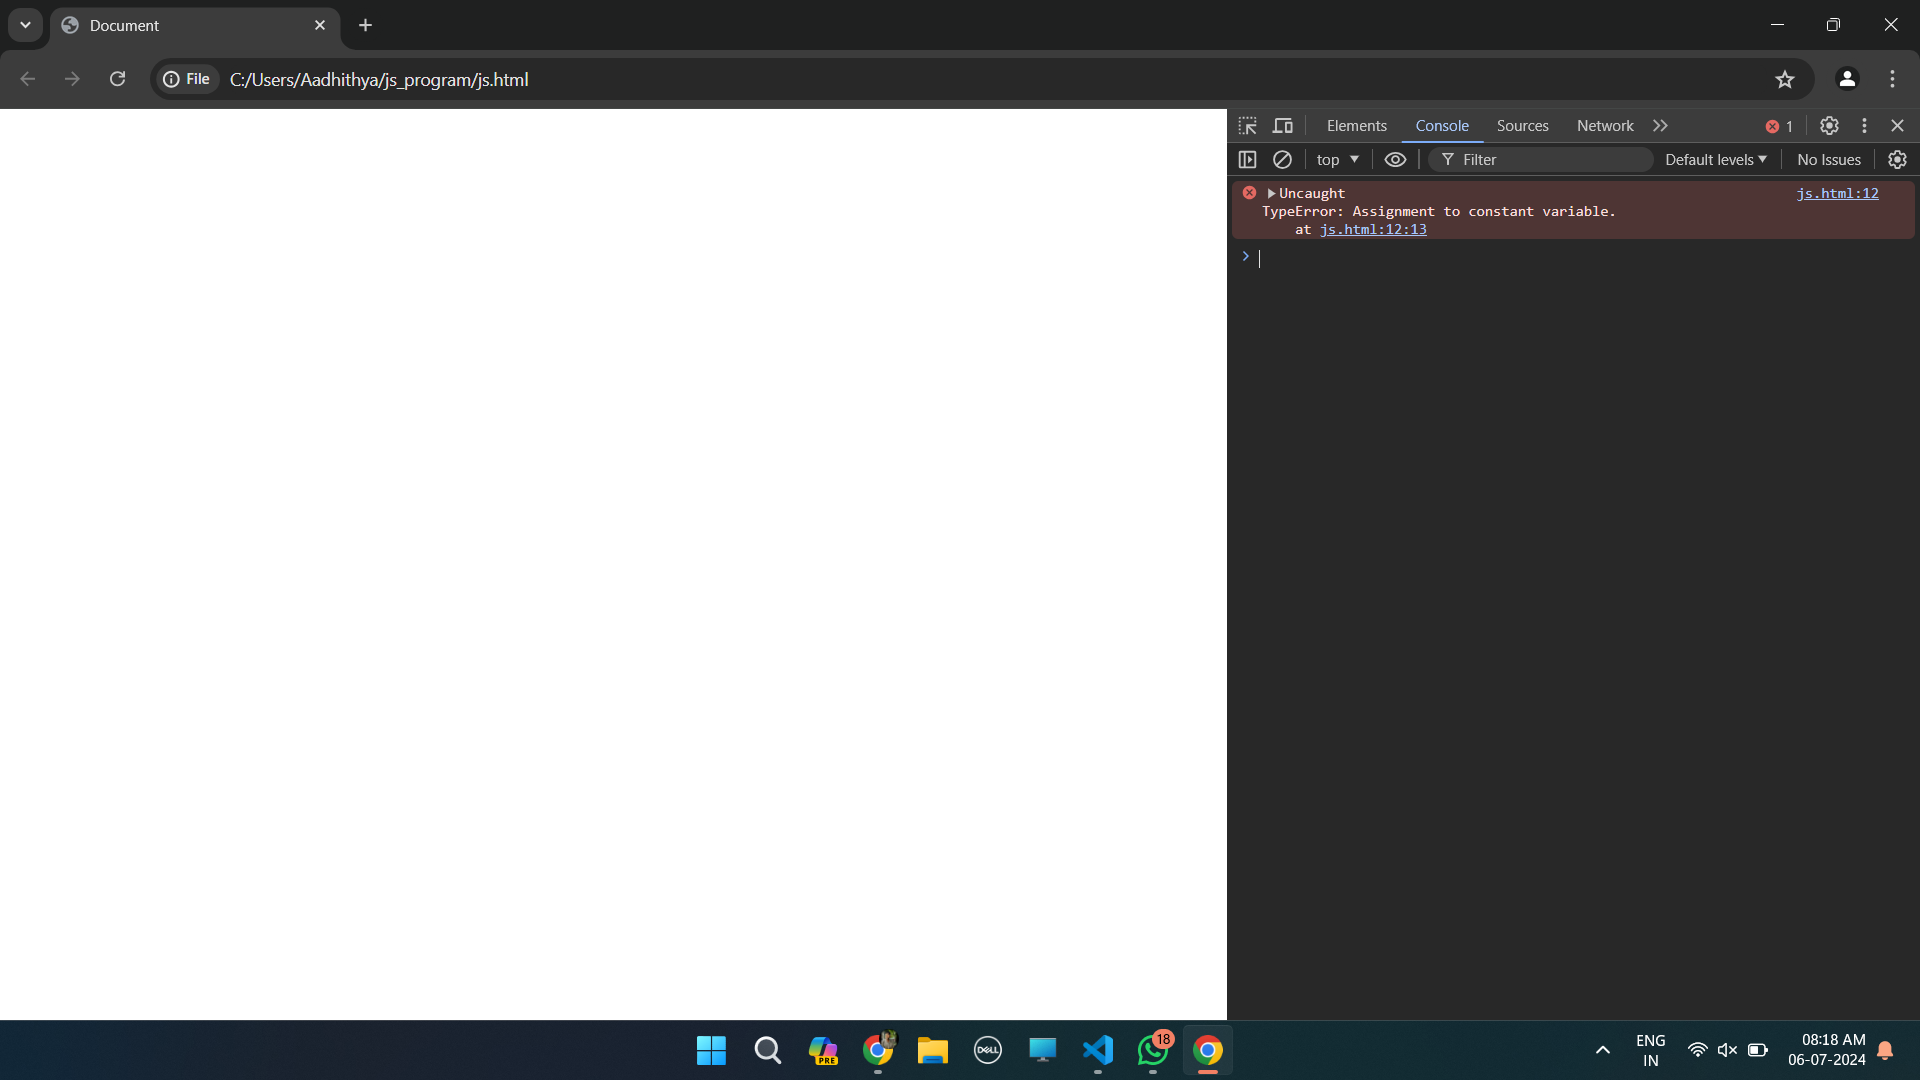 Document
File C:/Users/Aadhithya/js_program/js.html
Elements Console Sources Network 1
top Filter Default levels No Issues
Uncaught js.html:12
TypeError: Assignment to constant variable.
at js.html:12:13
PRE
DELL
18
ENG
IN
08:18 AM
06-07-2024